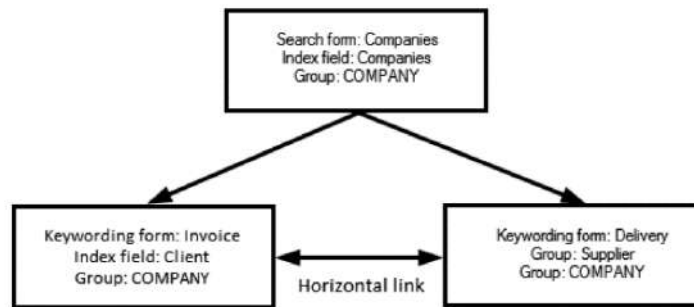 Search form: Companies
Index field: Companies
Group: COMPANY
Keywording form: Invoice
Index field: Client
Group: COMPANY
Horizontal link
Keywording form: Delivery
Group: Supplier
Group: COMPANY